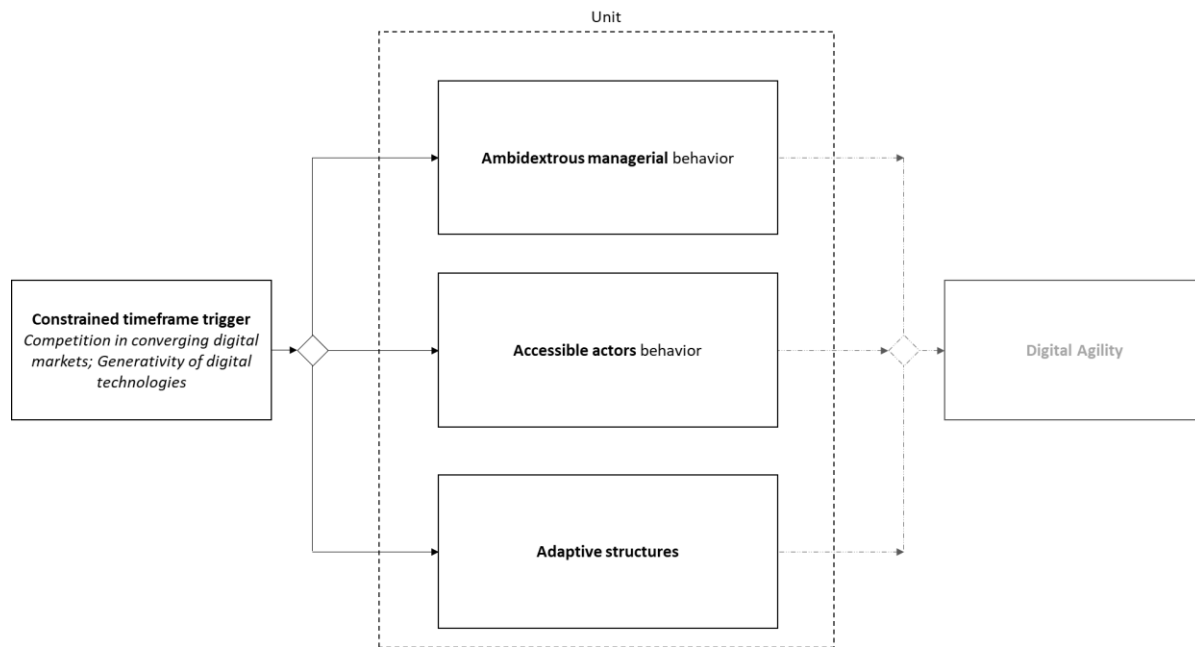 Unit
Ambidextrous managerial behavior
Constrained timeframe trigger
Competition in converging digital
markets; Generativity of digital
technologies
Accessible actors behavior
Digital Agility
Adaptive structures